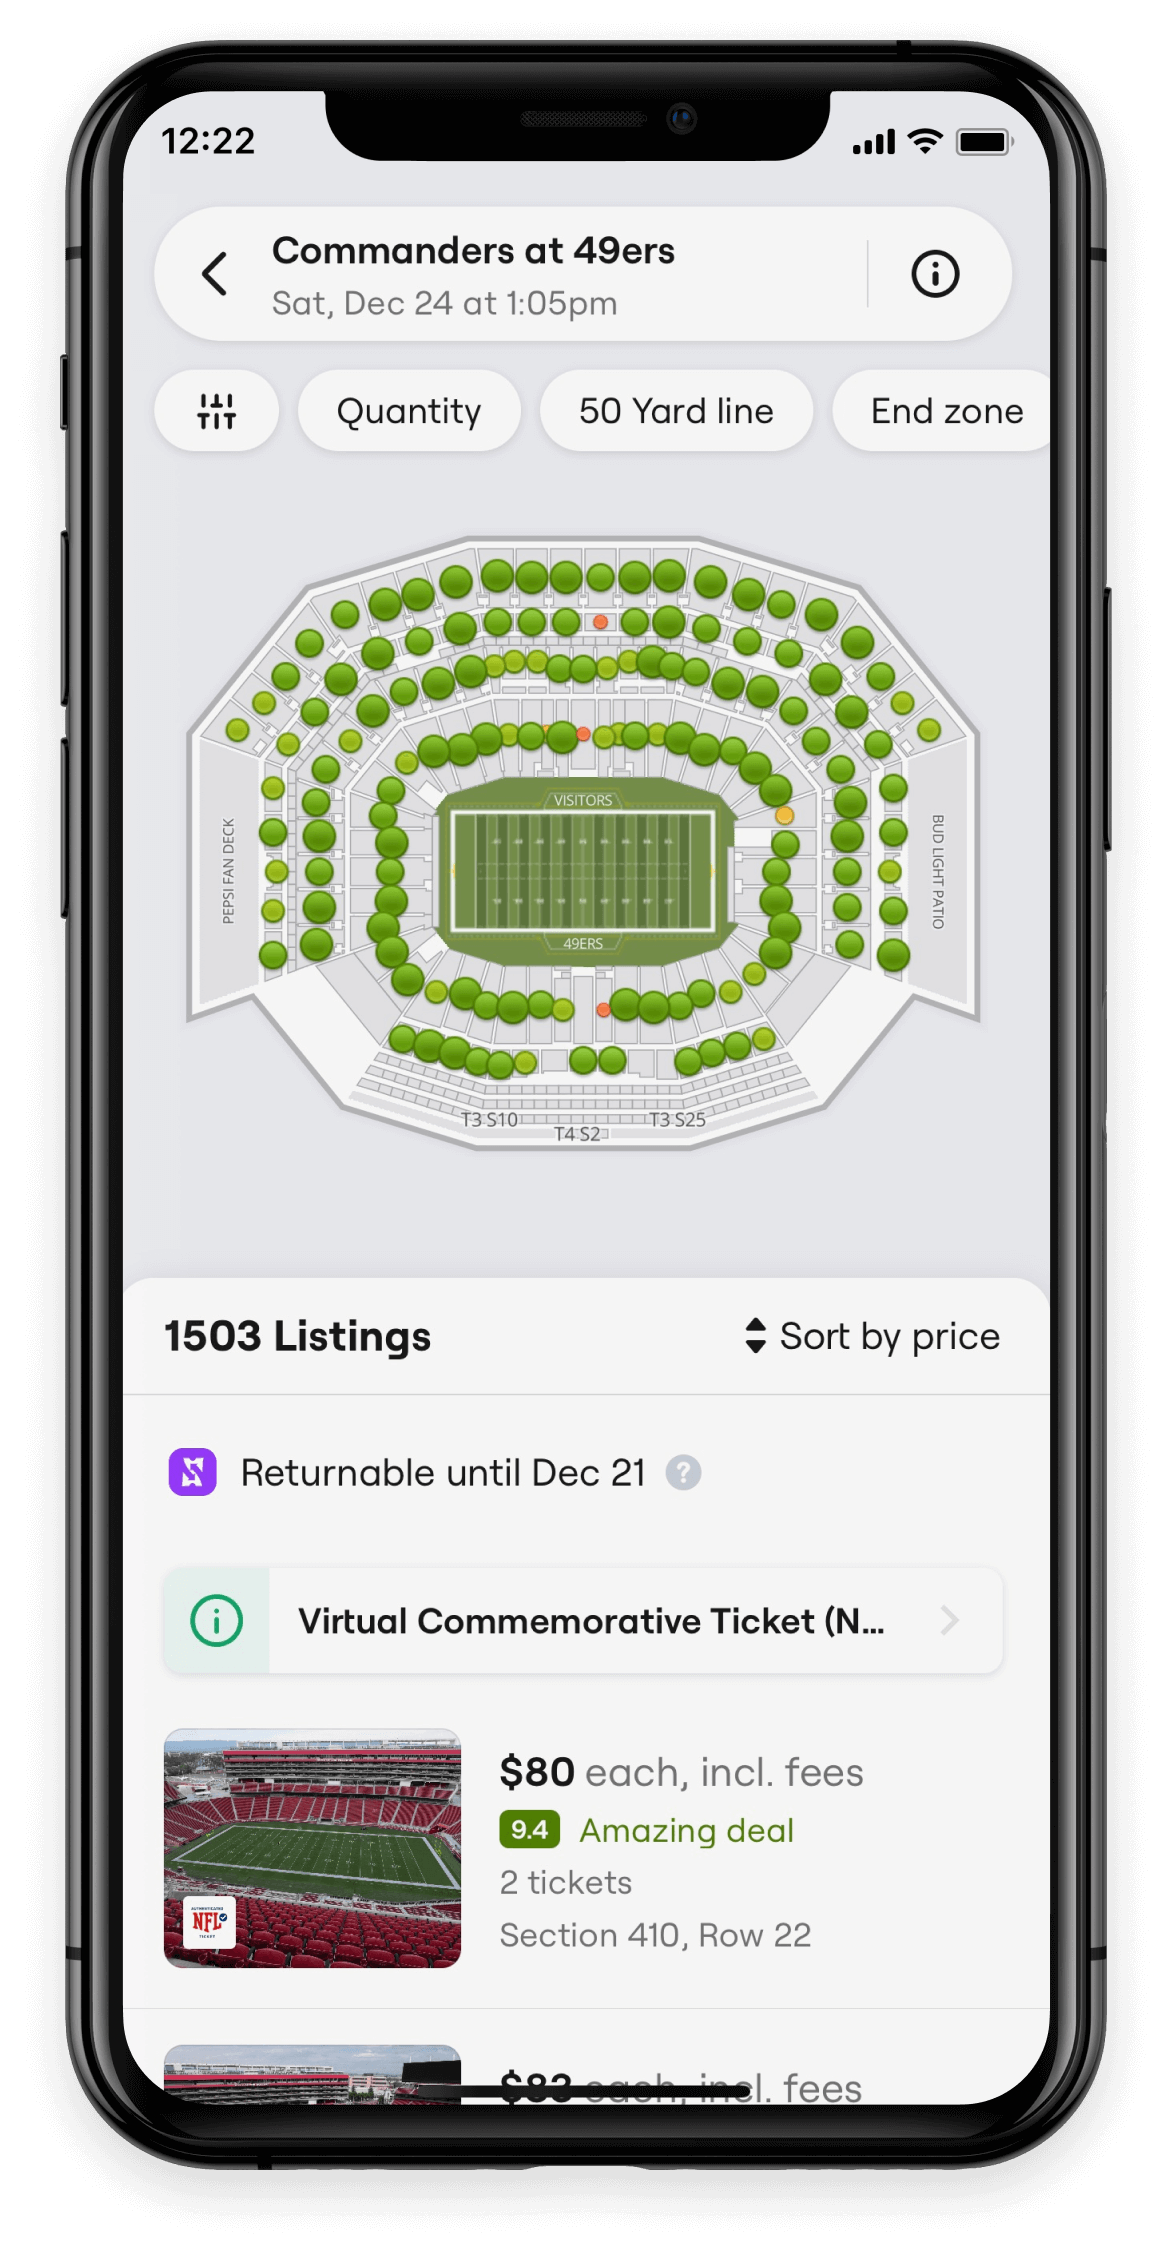 12:22
Commanders at 49ers
Sat, Dec 24 at 1:05pm
Quantity
50 Yard line
End zone
VISITORS
PEPSI FAN DECK
BUD LIGHT PATIO
49ERS
T3 S10
T3 S25
T4 S2
1503 Listings
Sort by price
Returnable until Dec 21 ?
Virtual Commemorative Ticket (N...
$80 each, incl. fees
9.4 Amazing deal
2 tickets
Section 410, Row 22
AUTHENTICATED
NFL
TICKET
$83 each, incl. fees